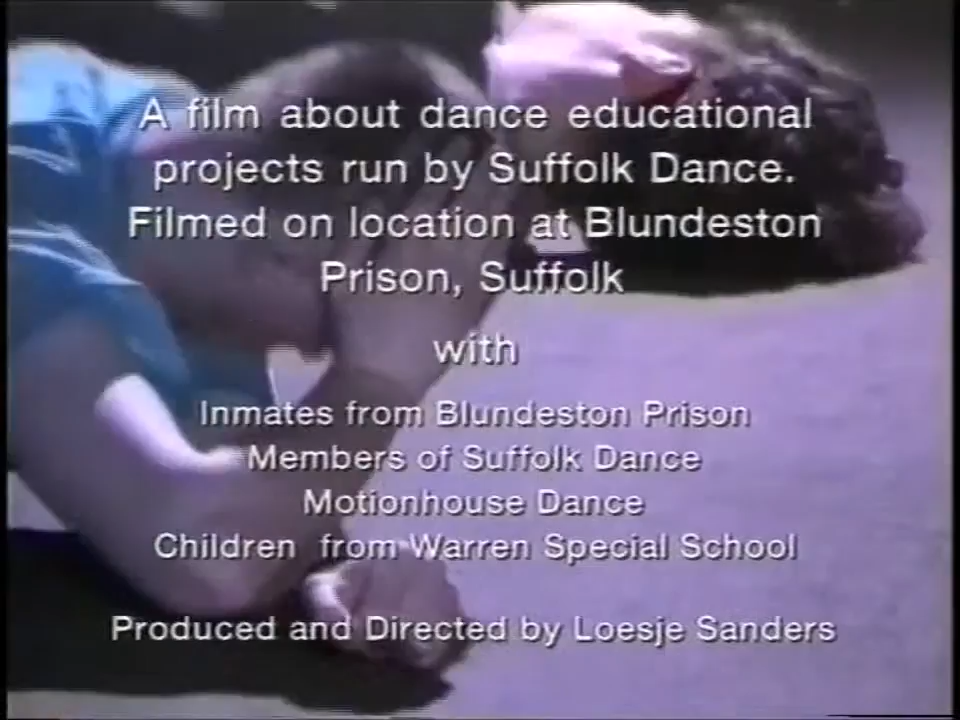 A film about dance educational
projects run by Suffolk Dance.
Filmed on location at Blundeston
Prison, Suffolk
with
Inmates from Blundeston Prison
Members of Suffolk Dance
Motionhouse Dance
Children from Warren Special School
Produced and Directed by Loesje Sanders